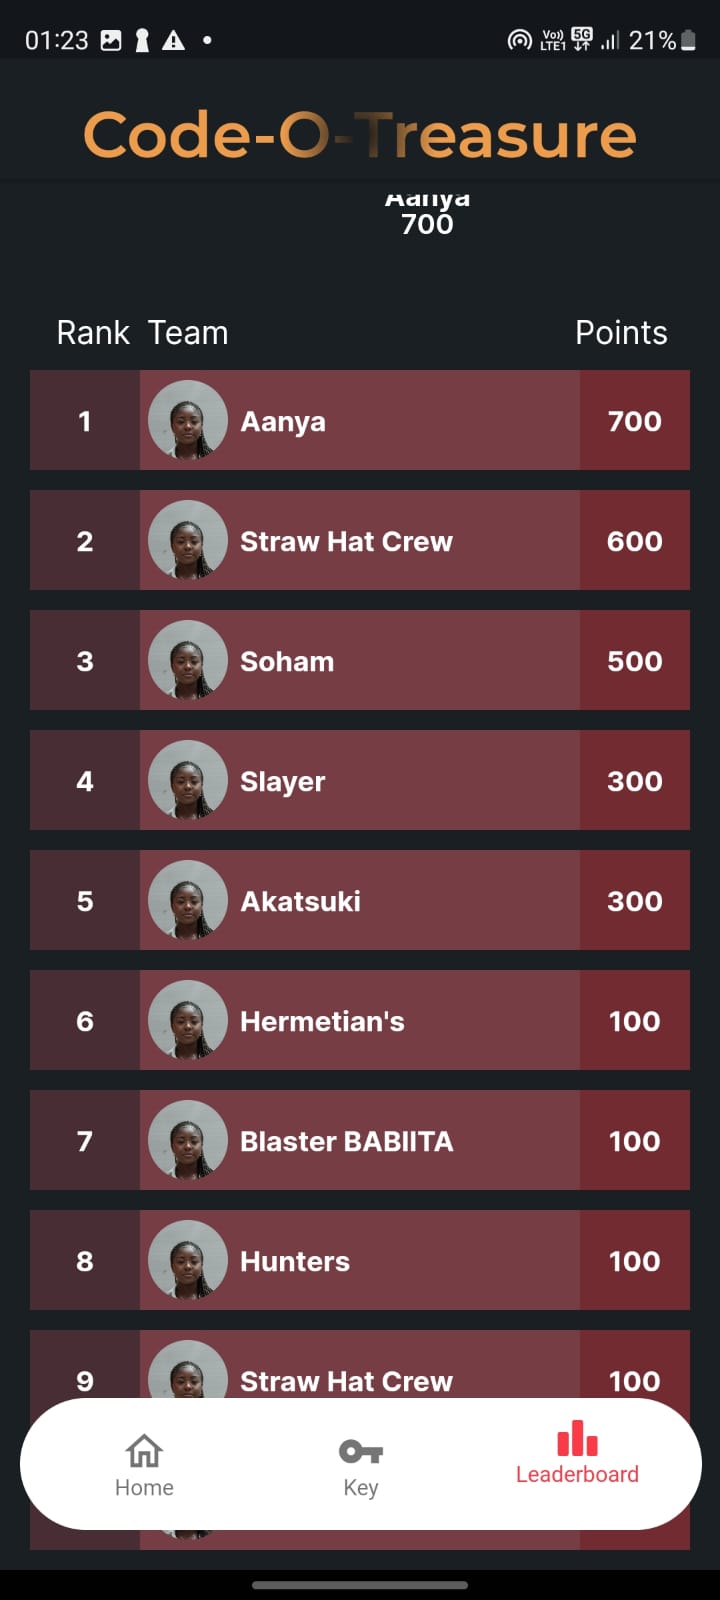 01:23
Vo)) LTE1 5G 21%
Code-O-Treasure
Aanya
700
Rank Team Points
1 Aanya 700
2 Straw Hat Crew 600
3 Soham 500
4 Slayer 300
5 Akatsuki 300
6 Hermetian's 100
7 Blaster BABIITA 100
8 Hunters 100
9 Straw Hat Crew 100
Home Key Leaderboard